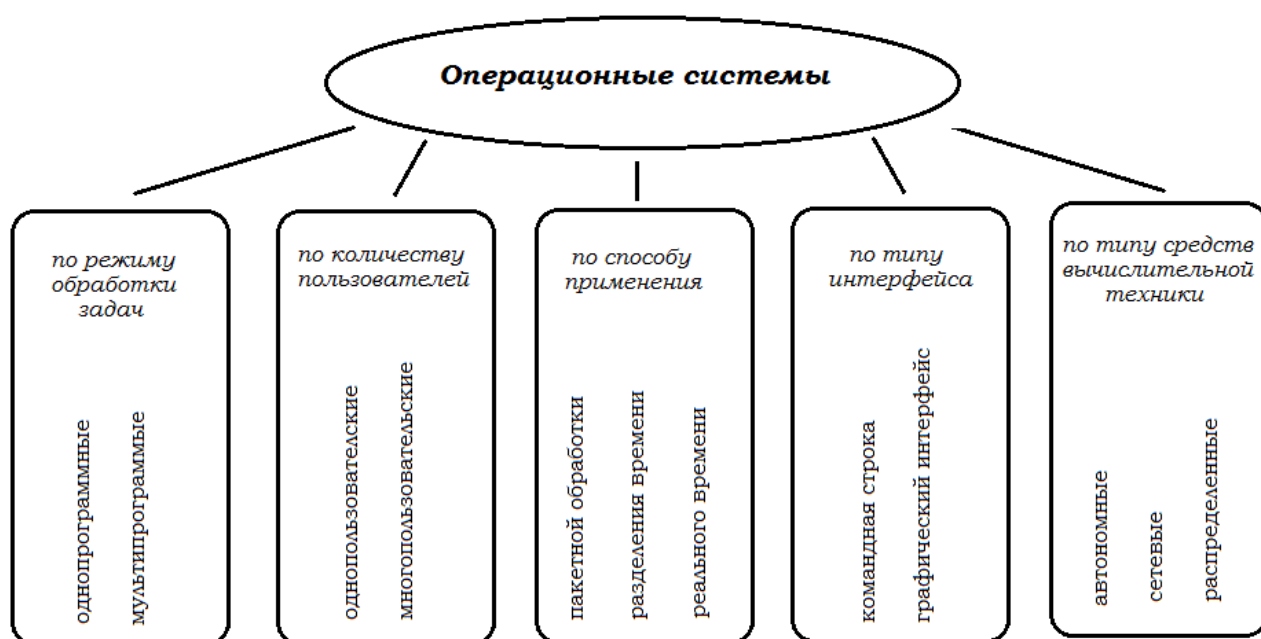 Операционные системы
по режиму
обработки
задач
однопрограммные
мультипрограммые
по количеству
пользователей
однопользователские
многопользовательские
по способу
применения
пакетной обработки
разделения времени
реального времени
по типу
интерфейса
командная строка
графический интерфейс
по типу средств
вычислительной
техники
автономные
сетевые
распределенные